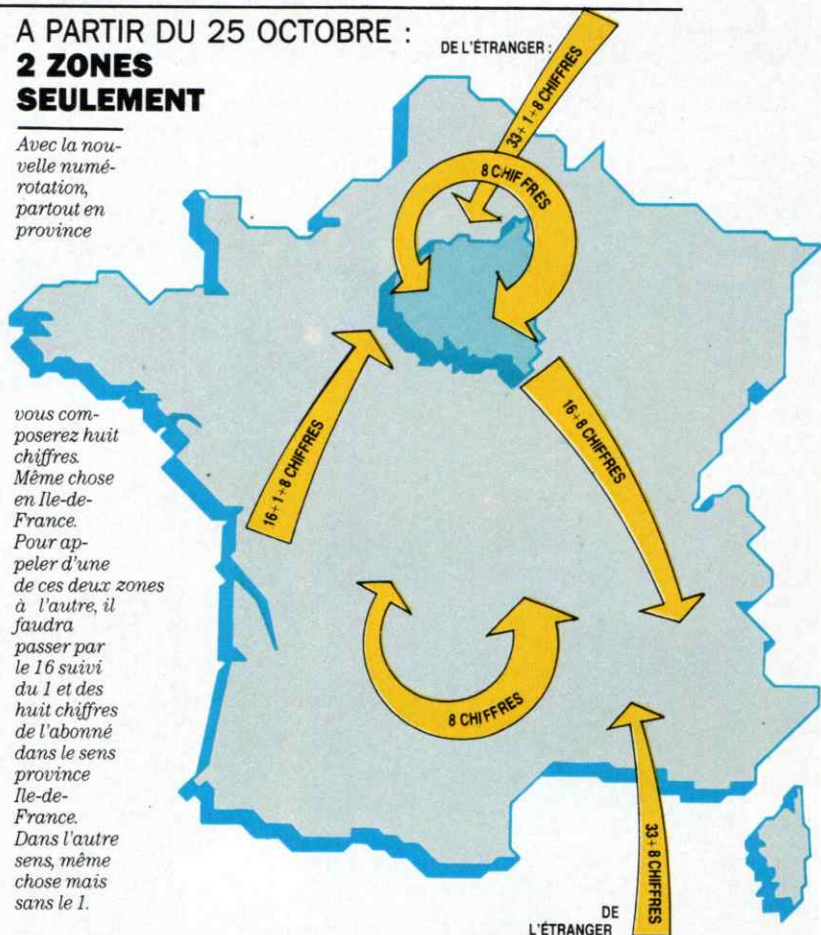 A PARTIR DU 25 OCTOBRE :
2 ZONES
SEULEMENT
Avec la nou-
velle numé-
rotation,
partout en
province
vous com-
poserez huit
chiffres.
Même chose
en Ile-de-
France.
Pour ap-
peler d'une
de ces deux zones
à l'autre, il
faudra
passer par
le 16 suivi
du 1 et des
huit chiffres
de l'abonné
dans le sens
province
Ile-de-
France.
Dans l'autre
sens, même
chose mais
sans le 1.
DE L'ÉTRANGER :
33+1+8 CHIFFRES
8 CHIFFRES
16+1+8 CHIFFRES
16+8 CHIFFRES
8 CHIFFRES
33+8 CHIFFRES
DE
L'ÉTRANGER